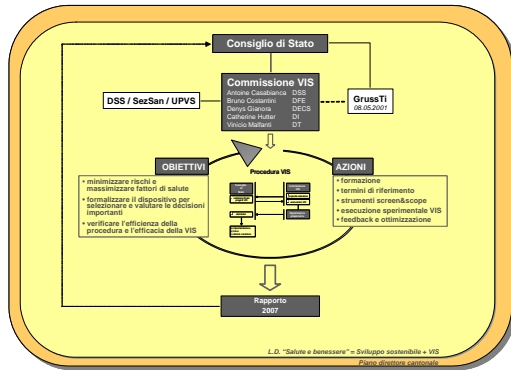 Consiglio di Stato
Commissione VIS
Antoine Casabianca DSS
Bruno Costantini DFE
Denys Gianora DECS
Catherine Hutter DI
Vinicio Malfanti DT
DSS / SezSan / UPVS
GrussTi
08.05.2001
OBIETTIVI
• minimizzare rischi e
massimizzare fattori di salute
• formalizzare il dispositivo per
selezionare e valutare le decisioni
importanti
• verificare l'efficienza della
procedura e l'efficacia della VIS
Procedura VIS
AZIONI
• formazione
• termini di riferimento
• strumenti screen&scope
• esecuzione sperimentale VIS
• feedback e ottimizzazione
Rapporto
2007
L.D. "Salute e benessere" = Sviluppo sostenibile + VIS
Piano direttore cantonale